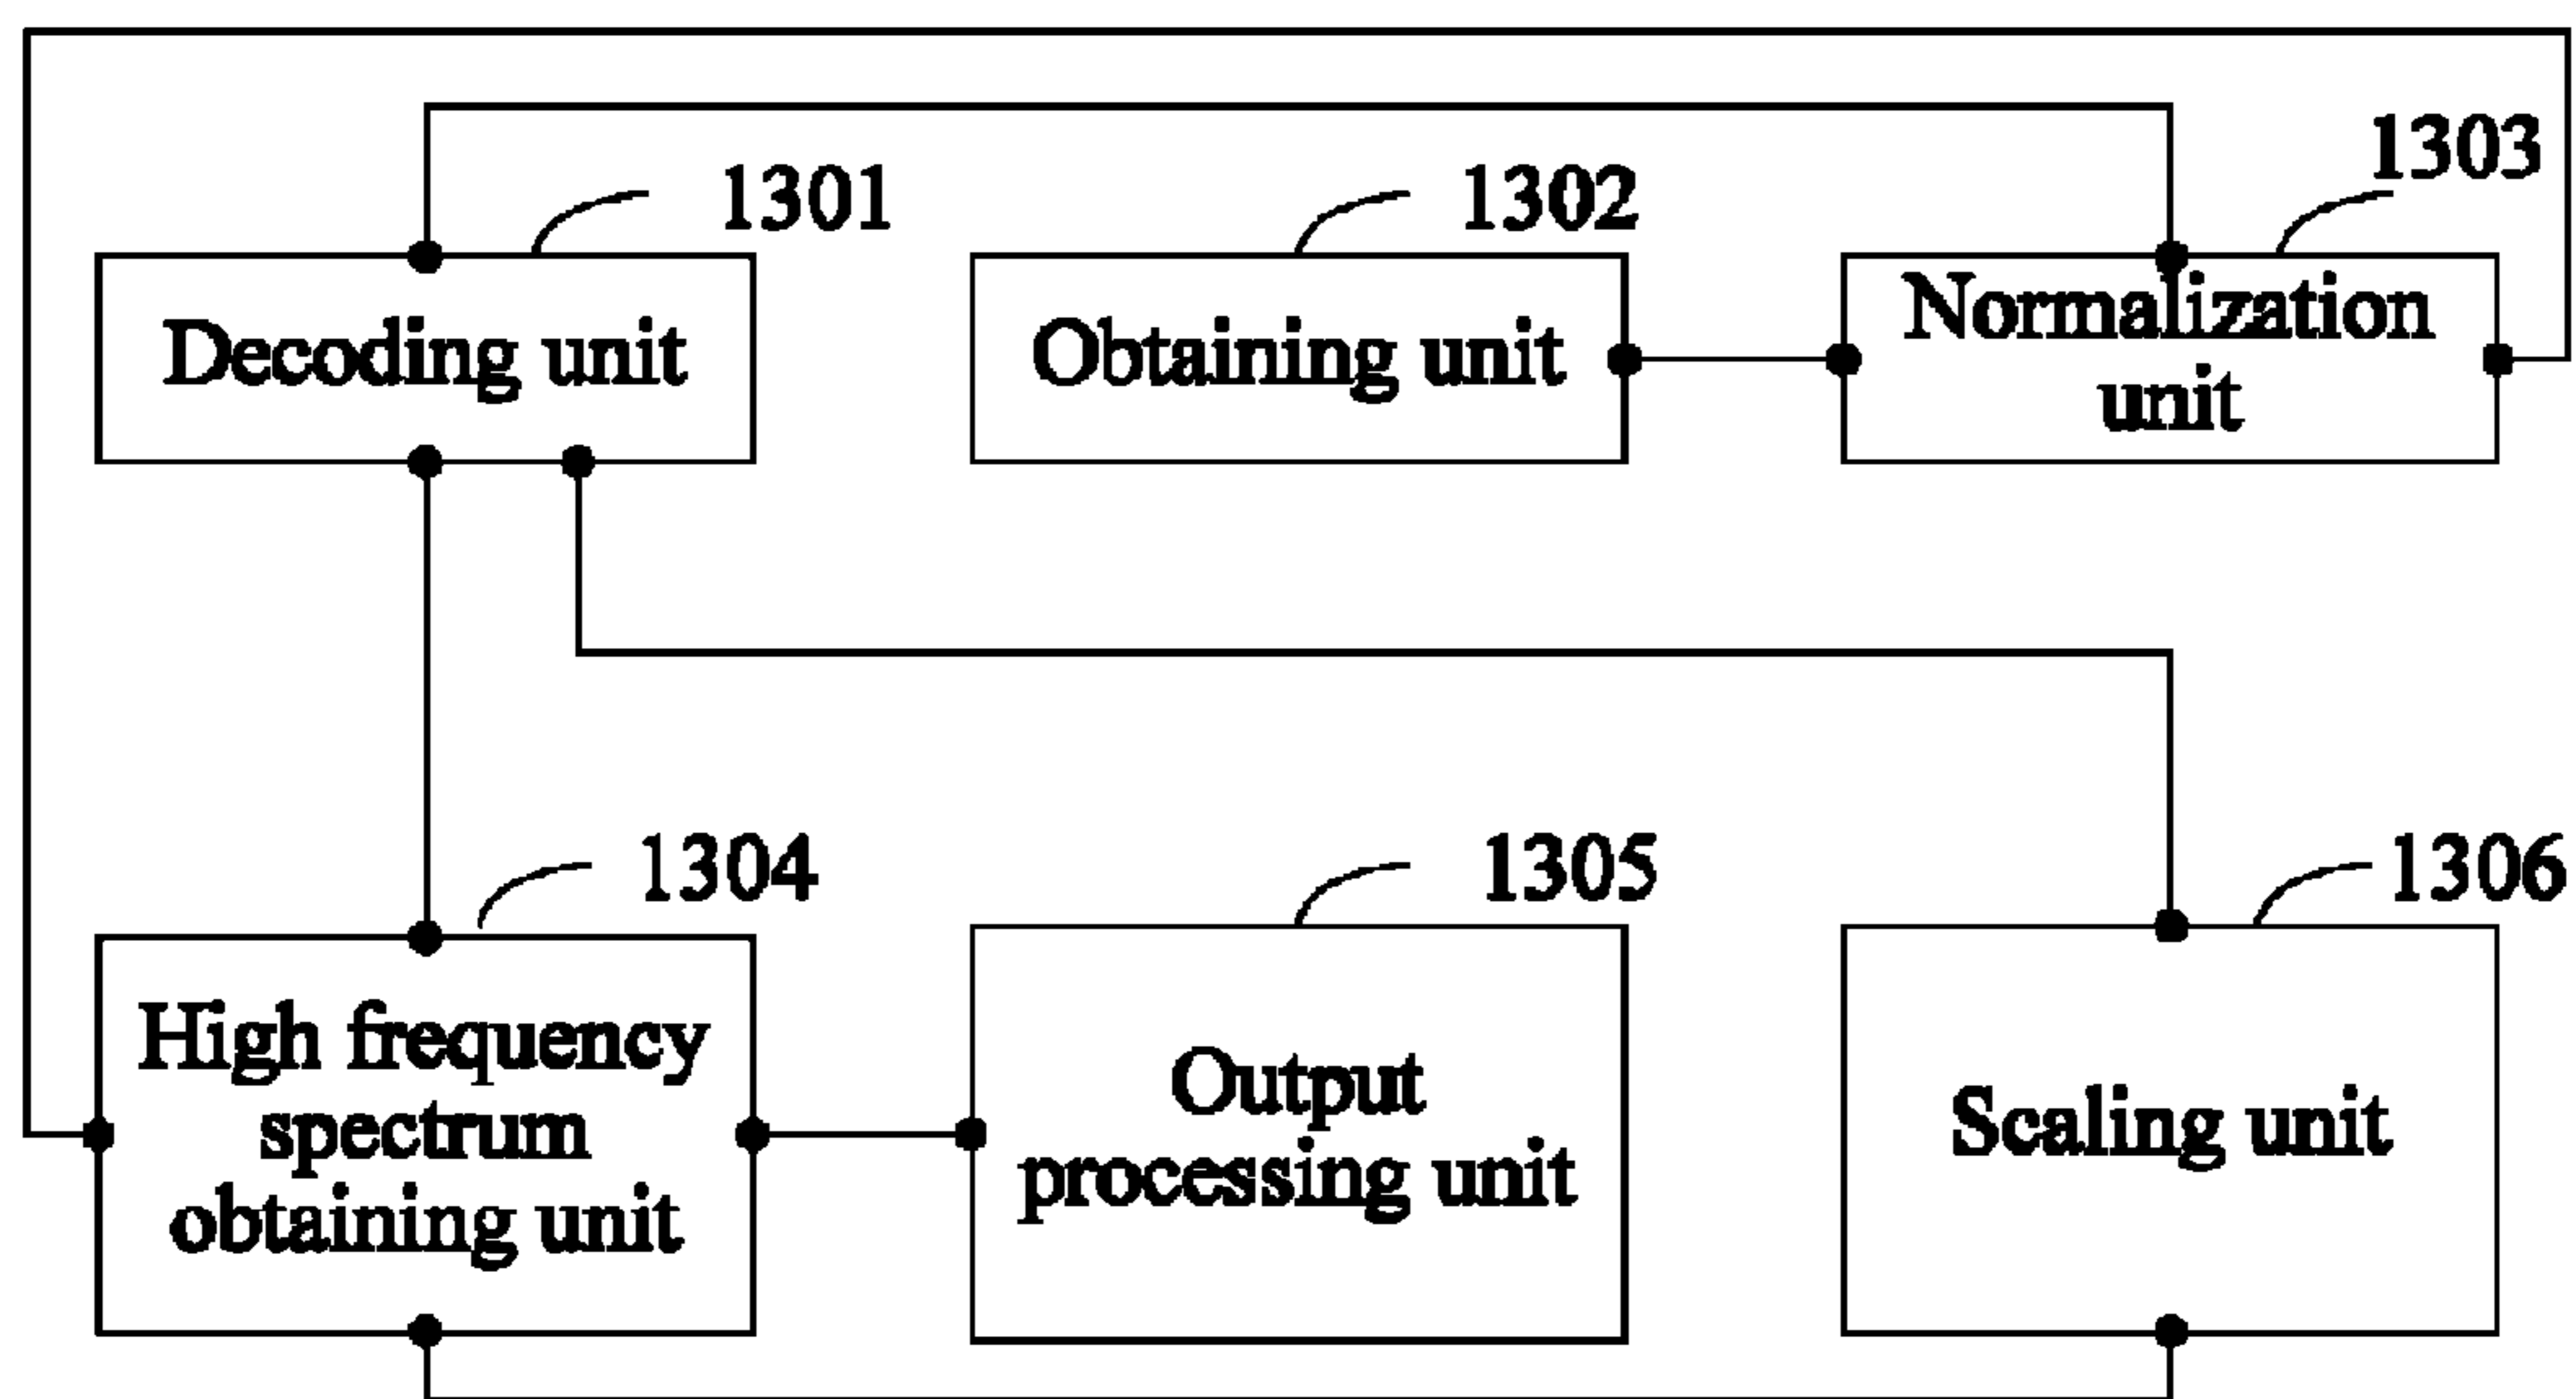 1301
1302
1303
Decoding unit
Obtaining unit
Normalization
unit
1304
1305
1306
High frequency
spectrum
obtaining unit
Output
processing unit
Scaling unit